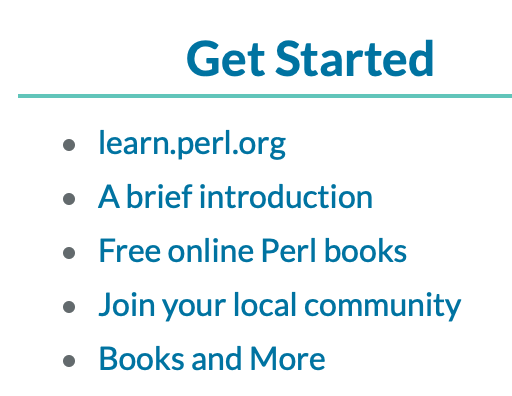 Get Started
learn.perl.org
A brief introduction
Free online Perl books
Join your local community
Books and More